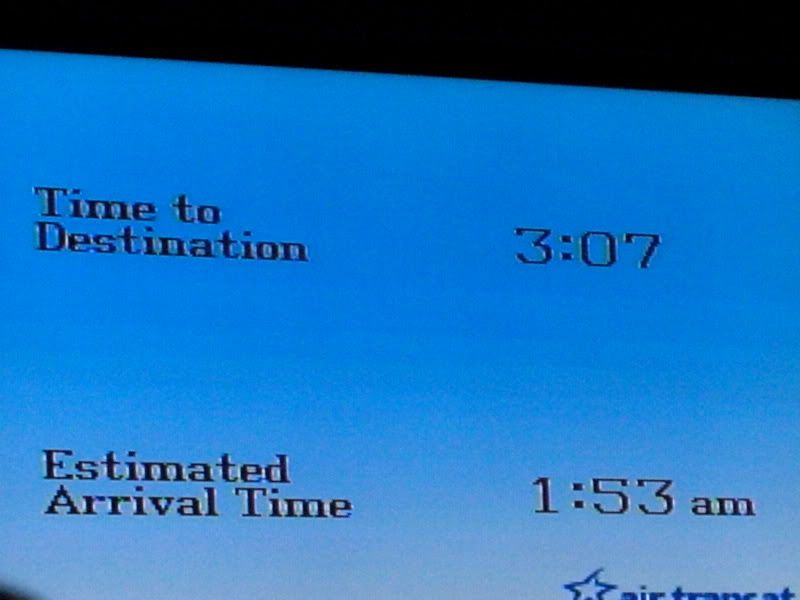 Time to
Destination 3:07
Estimated
Arrival Time 1:53 am
air transat